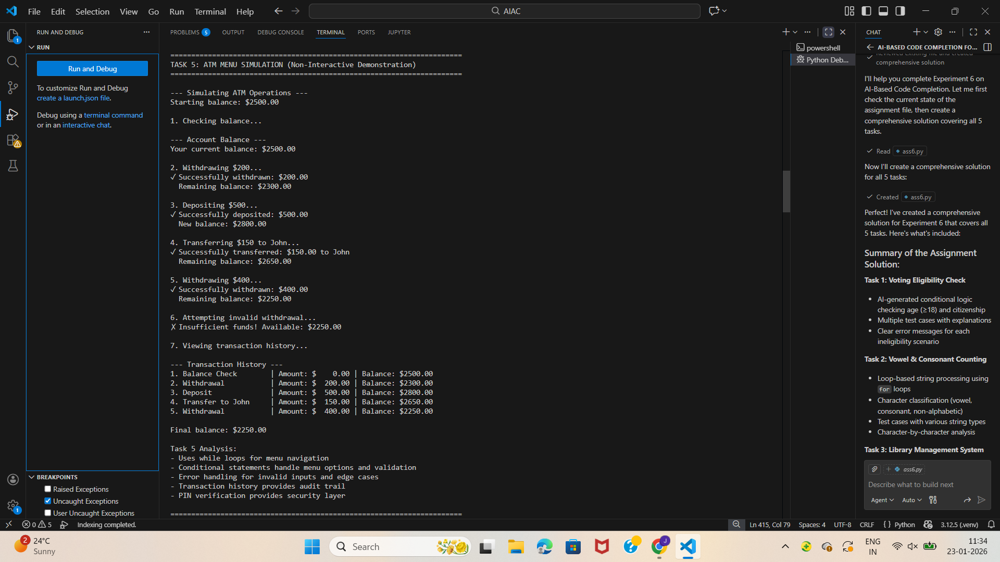 File Edit Selection View Go Run Terminal Help
AIAC
RUN AND DEBUG
RUN
Run and Debug
To customize Run and Debug
create a launch.json file.
Debug using a terminal command
or in an interactive chat.
BREAKPOINTS
Raised Exceptions
Uncaught Exceptions
User Uncaught Exceptions
PROBLEMS 5 OUTPUT DEBUG CONSOLE TERMINAL PORTS JUPYTER
======================================================================
TASK 5: ATM MENU SIMULATION (Non-Interactive Demonstration)
======================================================================
--- Simulating ATM Operations ---
Starting balance: $2500.00
1. Checking balance...
--- Account Balance ---
Your current balance: $2500.00
2. Withdrawing $200...
✓ Successfully withdrawn: $200.00
Remaining balance: $2300.00
3. Depositing $500...
✓ Successfully deposited: $500.00
New balance: $2800.00
4. Transferring $150 to John...
✓ Successfully transferred: $150.00 to John
Remaining balance: $2650.00
5. Withdrawing $400...
✓ Successfully withdrawn: $400.00
Remaining balance: $2250.00
6. Attempting invalid withdrawal...
✗ Insufficient funds! Available: $2250.00
7. Viewing transaction history...
--- Transaction History ---
1. Balance Check | Amount: $ 0.00 | Balance: $2500.00
2. Withdrawal | Amount: $ 200.00 | Balance: $2300.00
3. Deposit | Amount: $ 500.00 | Balance: $2800.00
4. Transfer to John | Amount: $ 150.00 | Balance: $2650.00
5. Withdrawal | Amount: $ 400.00 | Balance: $2250.00
Final balance: $2250.00
Task 5 Analysis:
- Uses while loops for menu navigation
- Conditional statements handle menu options and validation
- Error handling for invalid inputs and edge cases
- Transaction history provides audit trail
- PIN verification provides security layer
======================================================================
powershell
Python Deb...
CHAT
AI-BASED CODE COMPLETION FO...
Reviewed existing file and created
comprehensive solution
I'll help you complete Experiment 6 on
AI-Based Code Completion. Let me first
check the current state of the
assignment file, then create a
comprehensive solution covering all 5
tasks.
Read ass6.py
Now I'll create a comprehensive solution
for all 5 tasks:
Created ass6.py
Perfect! I've created a comprehensive
solution for Experiment 6 that covers all
5 tasks. Here's what's included:
Summary of the Assignment
Solution:
Task 1: Voting Eligibility Check
• AI-generated conditional logic
checking age (≥18) and citizenship
• Multiple test cases with explanations
• Clear error messages for each
ineligibility scenario
Task 2: Vowel & Consonant Counting
• Loop-based string processing using
for loops
• Character classification (vowel,
consonant, non-alphabetic)
• Test cases with various string types
• Character-by-character analysis
Task 3: Library Management System
+ ass6.py
Describe what to build next
Agent Auto
0 5 Indexing completed.
Ln 415, Col 79 Spaces: 4 UTF-8 CRLF { } Python 3.12.5 (.venv)
2 24°C
Sunny
Search
J
ENG
IN
11:34
23-01-2026
1
1